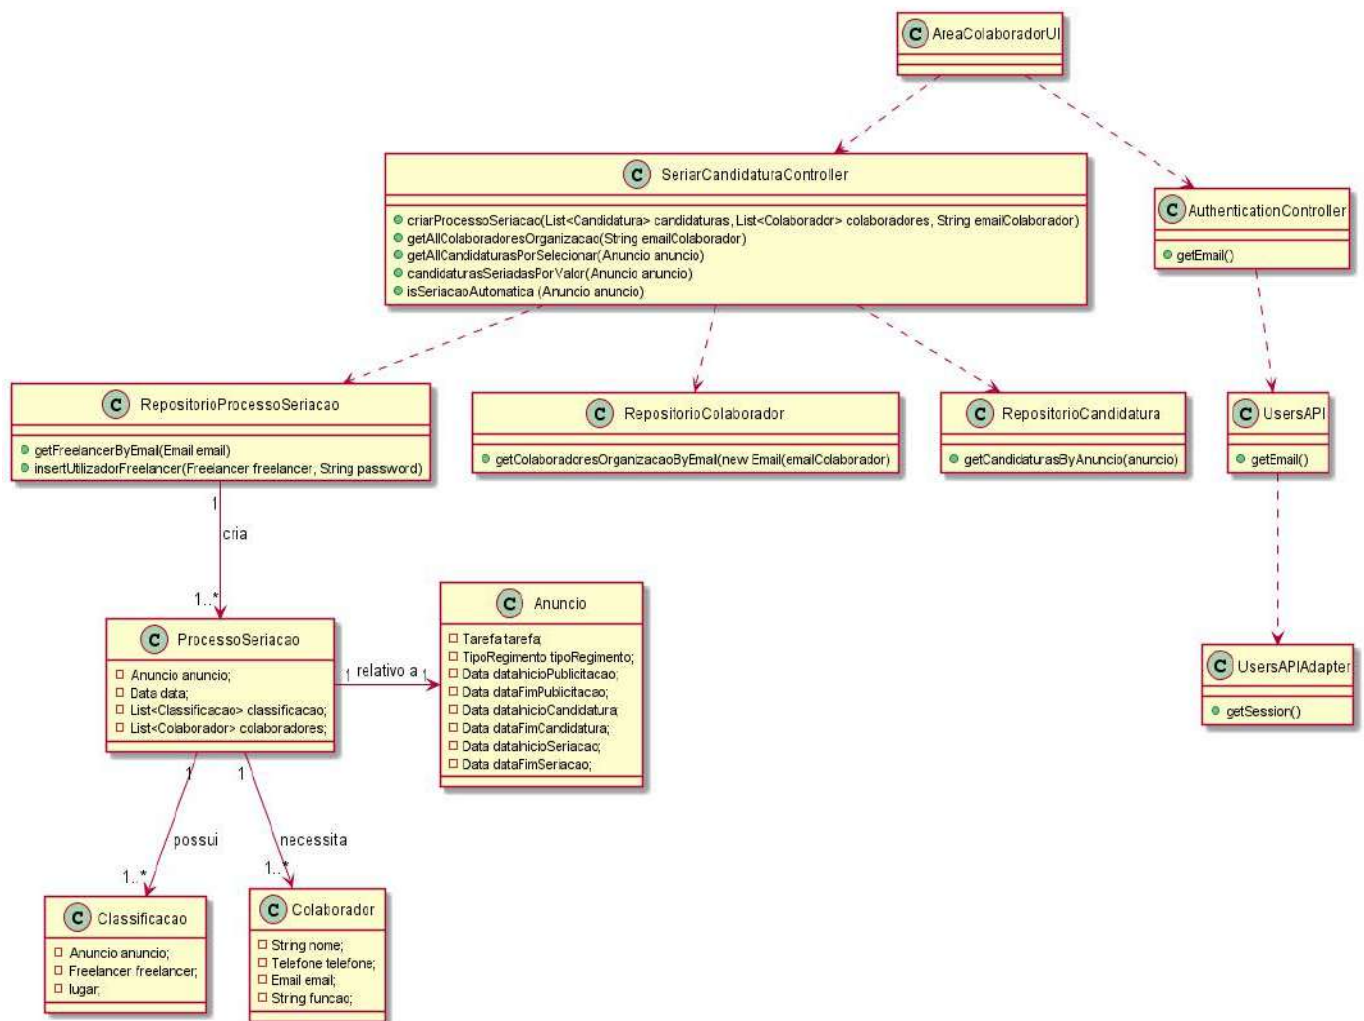 C AreaColaboradorUI
C SeriarCandidaturaController
criarProcessoSeriacao(List<Candidatura> candidaturas, List<Colaborador> colaboradores, String emailColaborador)
getAllColaboradoresOrganizacao(String emailColaborador)
getAllCandidaturasPorSelecionar(Anuncio anuncio)
candidaturasSeriadasPorValor(Anuncio anuncio)
isSeriacaoAutomatica (Anuncio anuncio)
C AuthenticationController
getEmail()
C RepositorioProcessoSeriacao
getFreelancerByEmail(Email email)
insertUtilizadorFreelancer(Freelancer freelancer, String password)
C RepositorioColaborador
getColaboradoresOrganizacaoByEmail(new Email(emailColaborador)
C RepositorioCandidatura
getCandidaturasByAnuncio(anuncio)
C UsersAPI
getEmail()
1
cria
1..*
C ProcessoSeriacao
Anuncio anuncio;
Data data;
List<Classificacao> classificacao;
List<Colaborador> colaboradores;
1 relativo a 1
C Anuncio
Tarefa tarefa;
TipoRegimento tipoRegimento;
Data dataInicioPublicitacao;
Data dataFimPublicitacao;
Data dataInicioCandidatura;
Data dataFimCandidatura;
Data dataInicioSeriacao;
Data dataFimSeriacao;
C UsersAPIAdapter
getSession()
1
1
possui
necessita
1..*
1..*
C Classificacao
Anuncio anuncio;
Freelancer freelancer;
lugar;
C Colaborador
String nome;
Telefone telefone;
Email email;
String funcao;